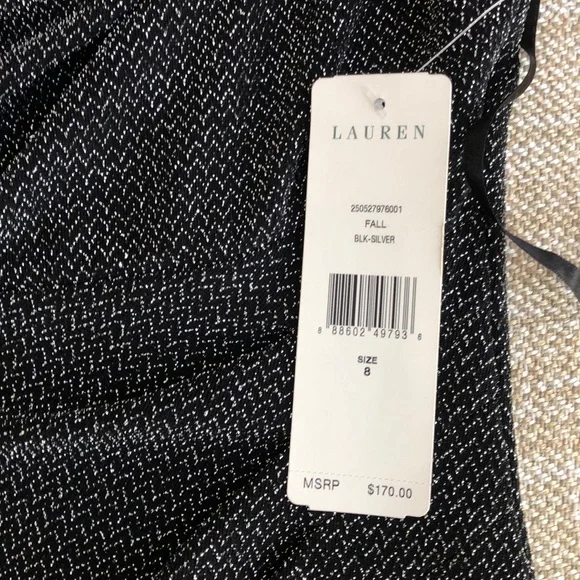 LAUREN
250527976001
FALL
BLK-SILVER
8 88602 49793 6
SIZE
8
MSRP $170.00